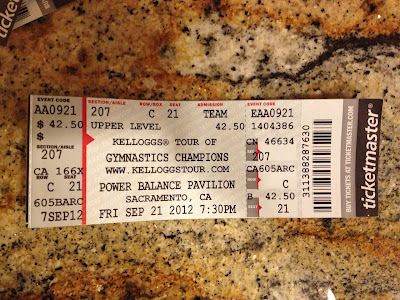 EVENT CODE
AA0921
$ 42.50
SECTION/AISLE
207
CA 166X
C 21
605BARC
7SEP12
SECTION/AISLE ROW/BOX SEAT ADMISSION EVENT CODE
207 C 21 TEAM EAA0921
UPPER LEVEL 42.50 1404386
KELLOGGS® TOUR OF
GYMNASTICS CHAMPIONS
WWW.KELLOGGSTOUR.COM
POWER BALANCE PAVILION
SACRAMENTO, CA
FRI SEP 21 2012 7:30PM
CN 46634
207
CA605ARC
C
B 42.50
21
311388287630
BUY TICKETS AT TICKETMASTER.COM
ticketmaster®